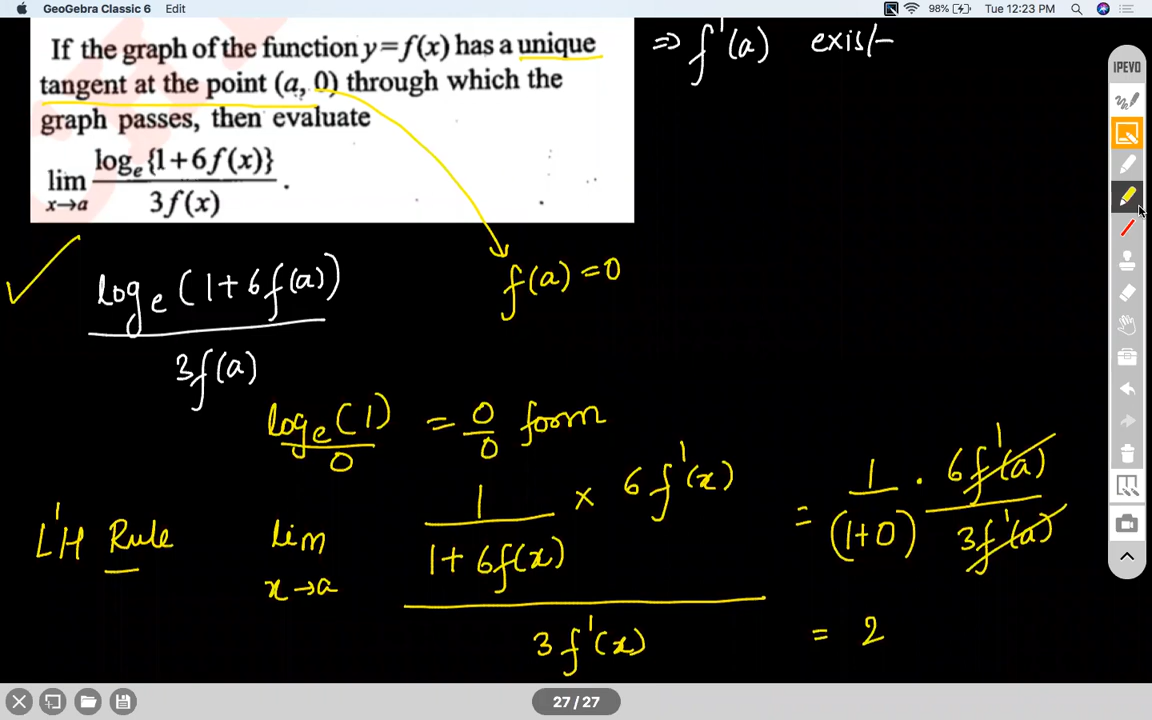 GeoGebra Classic 6 Edit 98% Tue 12:23 PM
If the graph of the function y=f(x) has a unique
tangent at the point (a, 0) through which the
graph passes, then evaluate
lim x→a logₑ{1+6f(x)} / 3f(x) .
⇒ f'(a) exist
IPEVO
logₑ(1+6f(a)) / 3f(a)
f(a)=0
logₑ(1) / 0 = 0/0 form
L'H Rule lim x→a 1/(1+6f(x)) × 6f'(x) / 3f'(x)
= 1/(1+0) · 6f'(a) / 3f'(a)
= 2
27 / 27